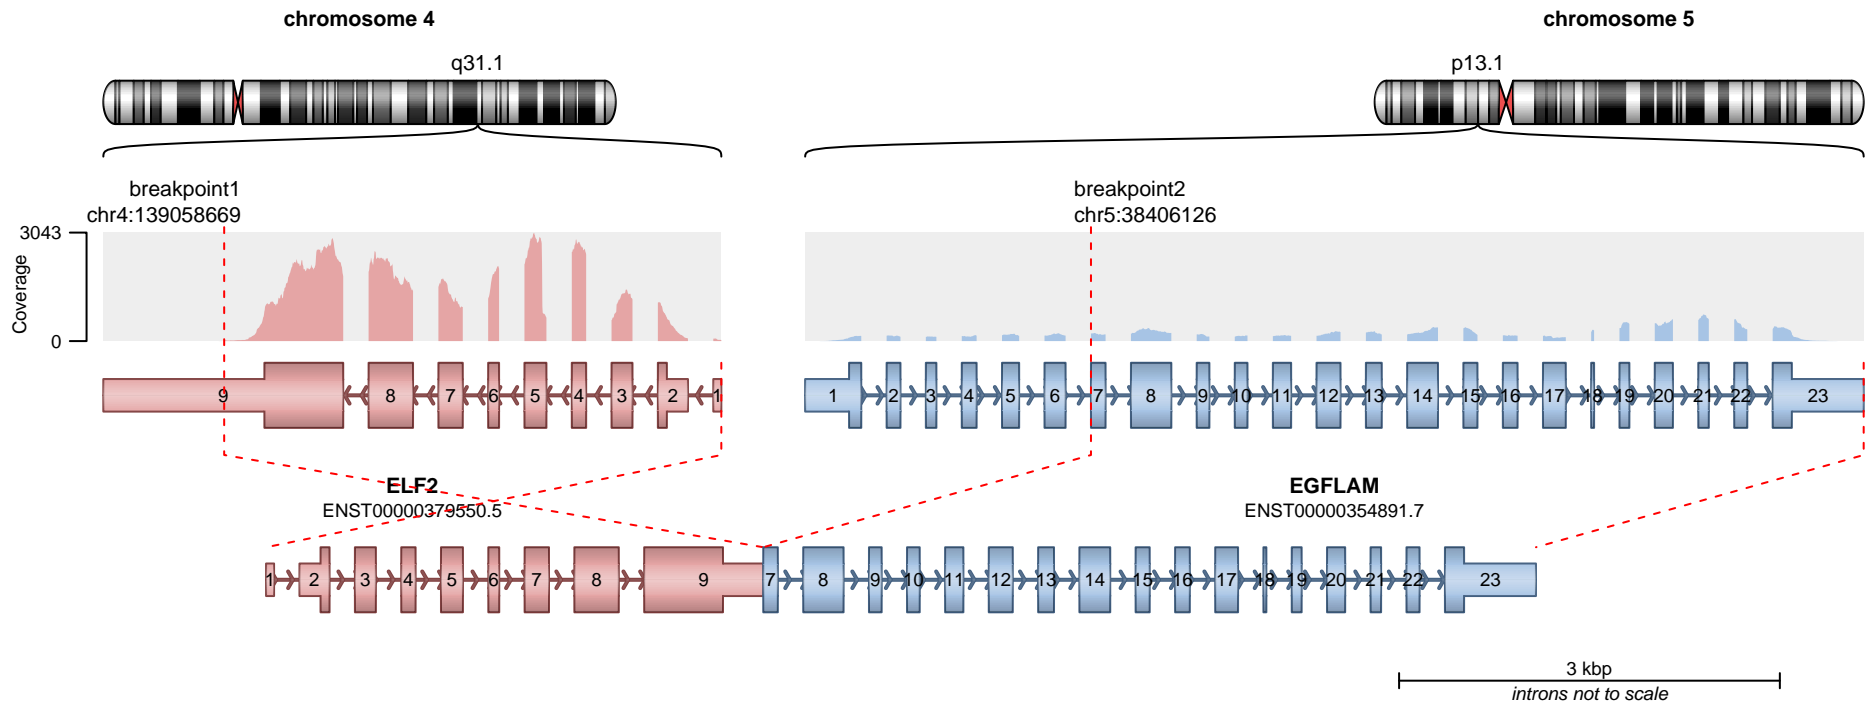 chromosome 4
chromosome 5
q31.1
p13.1
breakpoint1
chr4:139058669
breakpoint2
chr5:38406126
3043
Coverage
0
9 8 7 6 5 4 3 2 1
1 2 3 4 5 6 7 8 9 10 11 12 13 14 15 16 17 18 19 20 21 22 23
ELF2
ENST00000379550.5
EGFLAM
ENST00000354891.7
1 2 3 4 5 6 7 8 9 7 8 9 10 11 12 13 14 15 16 17 18 19 20 21 22 23
3 kbp
introns not to scale